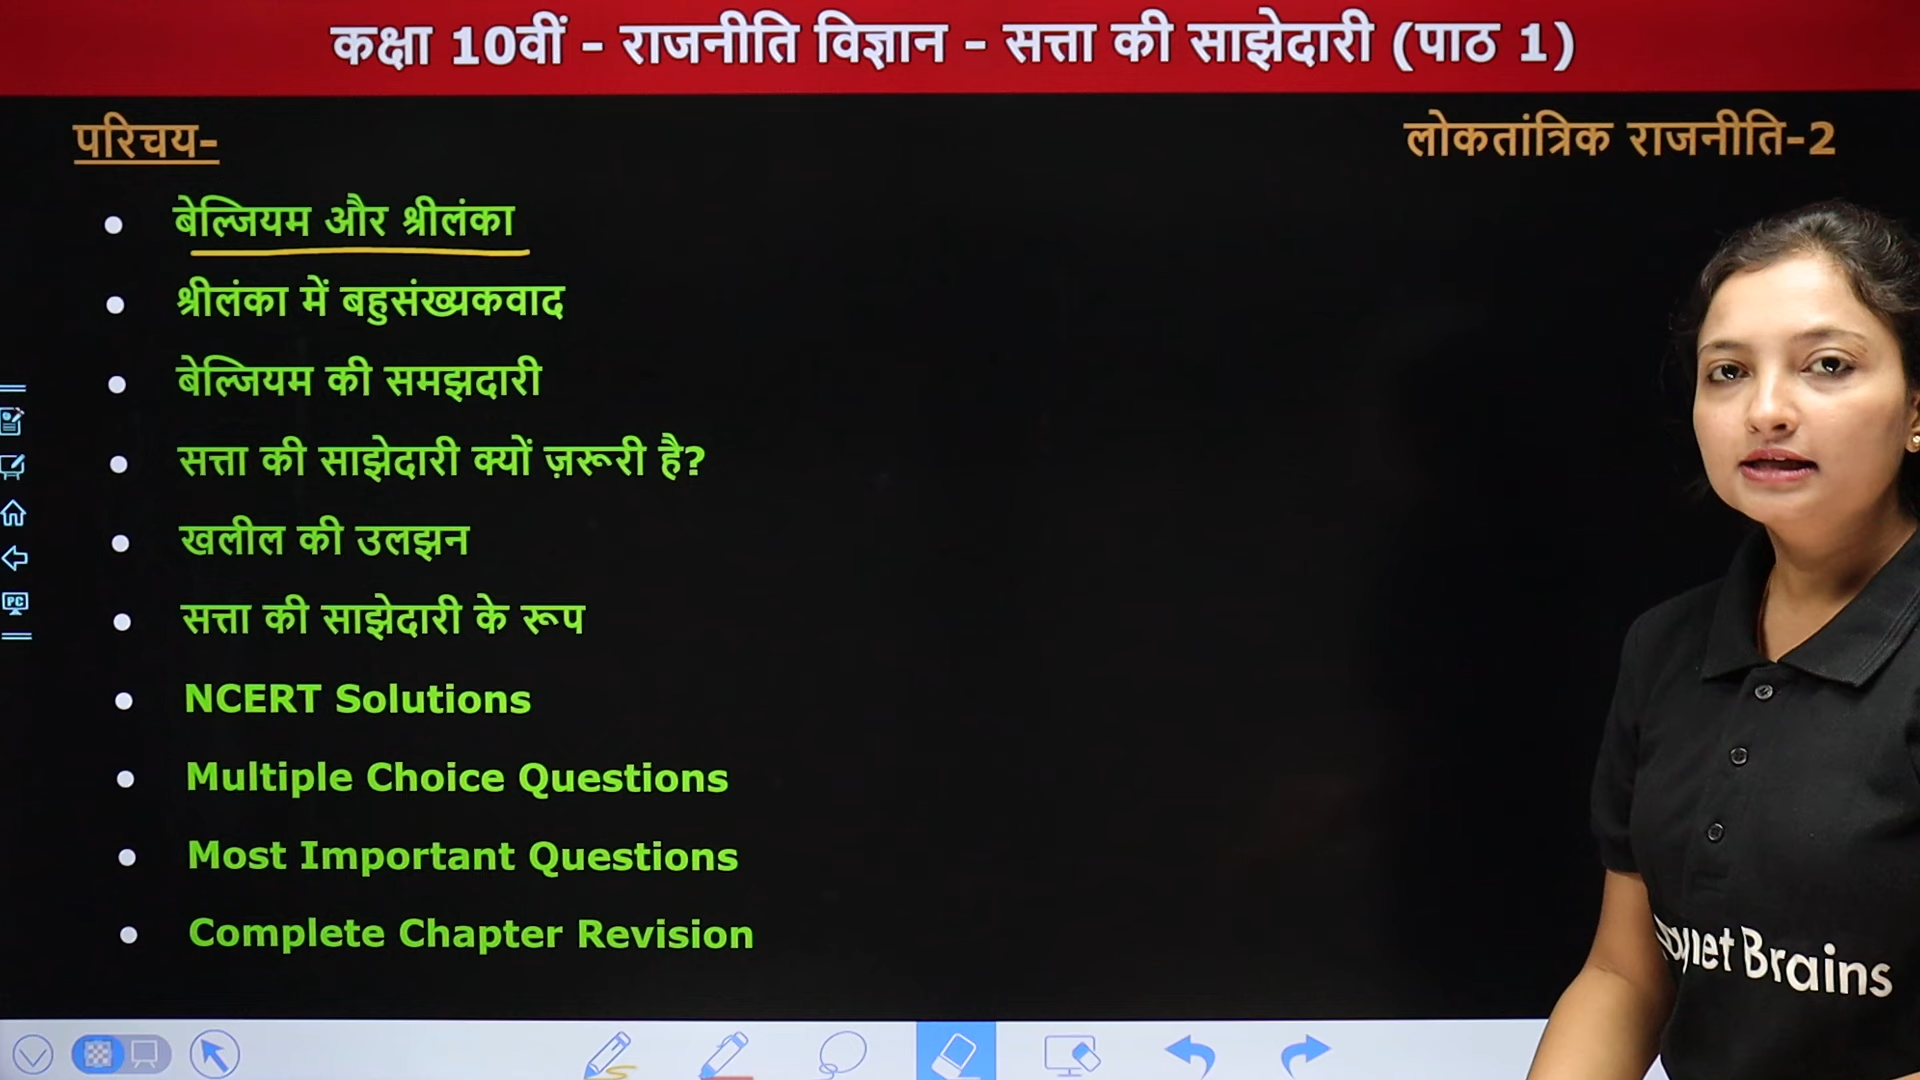 कक्षा 10वीं - राजनीति विज्ञान - सत्ता की साझेदारी (पाठ 1)
परिचय-
लोकतांत्रिक राजनीति-2
बेल्जियम और श्रीलंका
श्रीलंका में बहुसंख्यकवाद
बेल्जियम की समझदारी
सत्ता की साझेदारी क्यों ज़रूरी है?
खलील की उलझन
सत्ता की साझेदारी के रूप
NCERT Solutions
Multiple Choice Questions
Most Important Questions
Complete Chapter Revision
PC
Brains